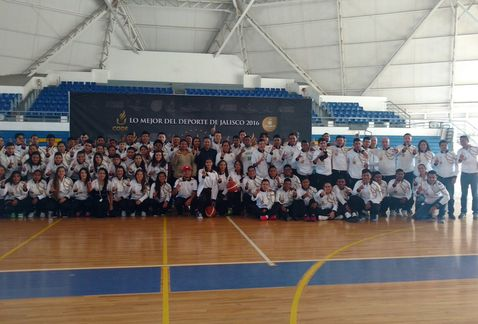 LO MEJOR DEL DEPORTE DE JALISCO 2016
CODE